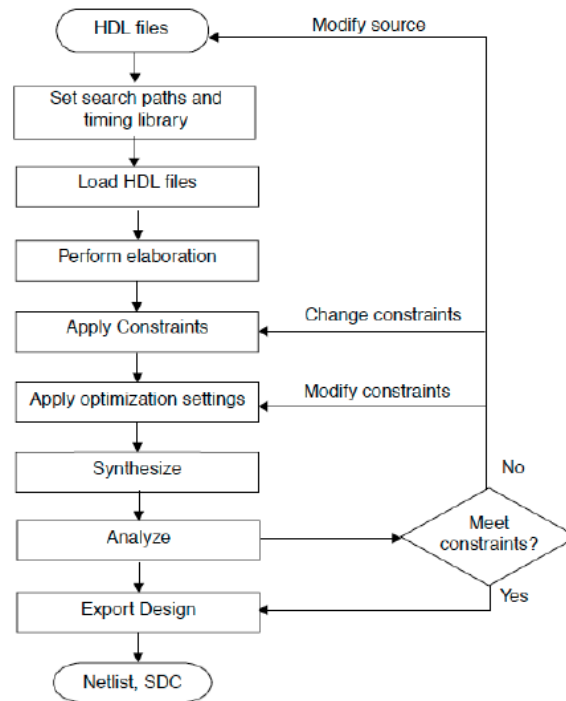 HDL files
Modify source
Set search paths and
timing library
Load HDL files
Perform elaboration
Apply Constraints
Change constraints
Apply optimization settings
Modify constraints
Synthesize
No
Analyze
Meet
constraints?
Export Design
Yes
Netlist, SDC